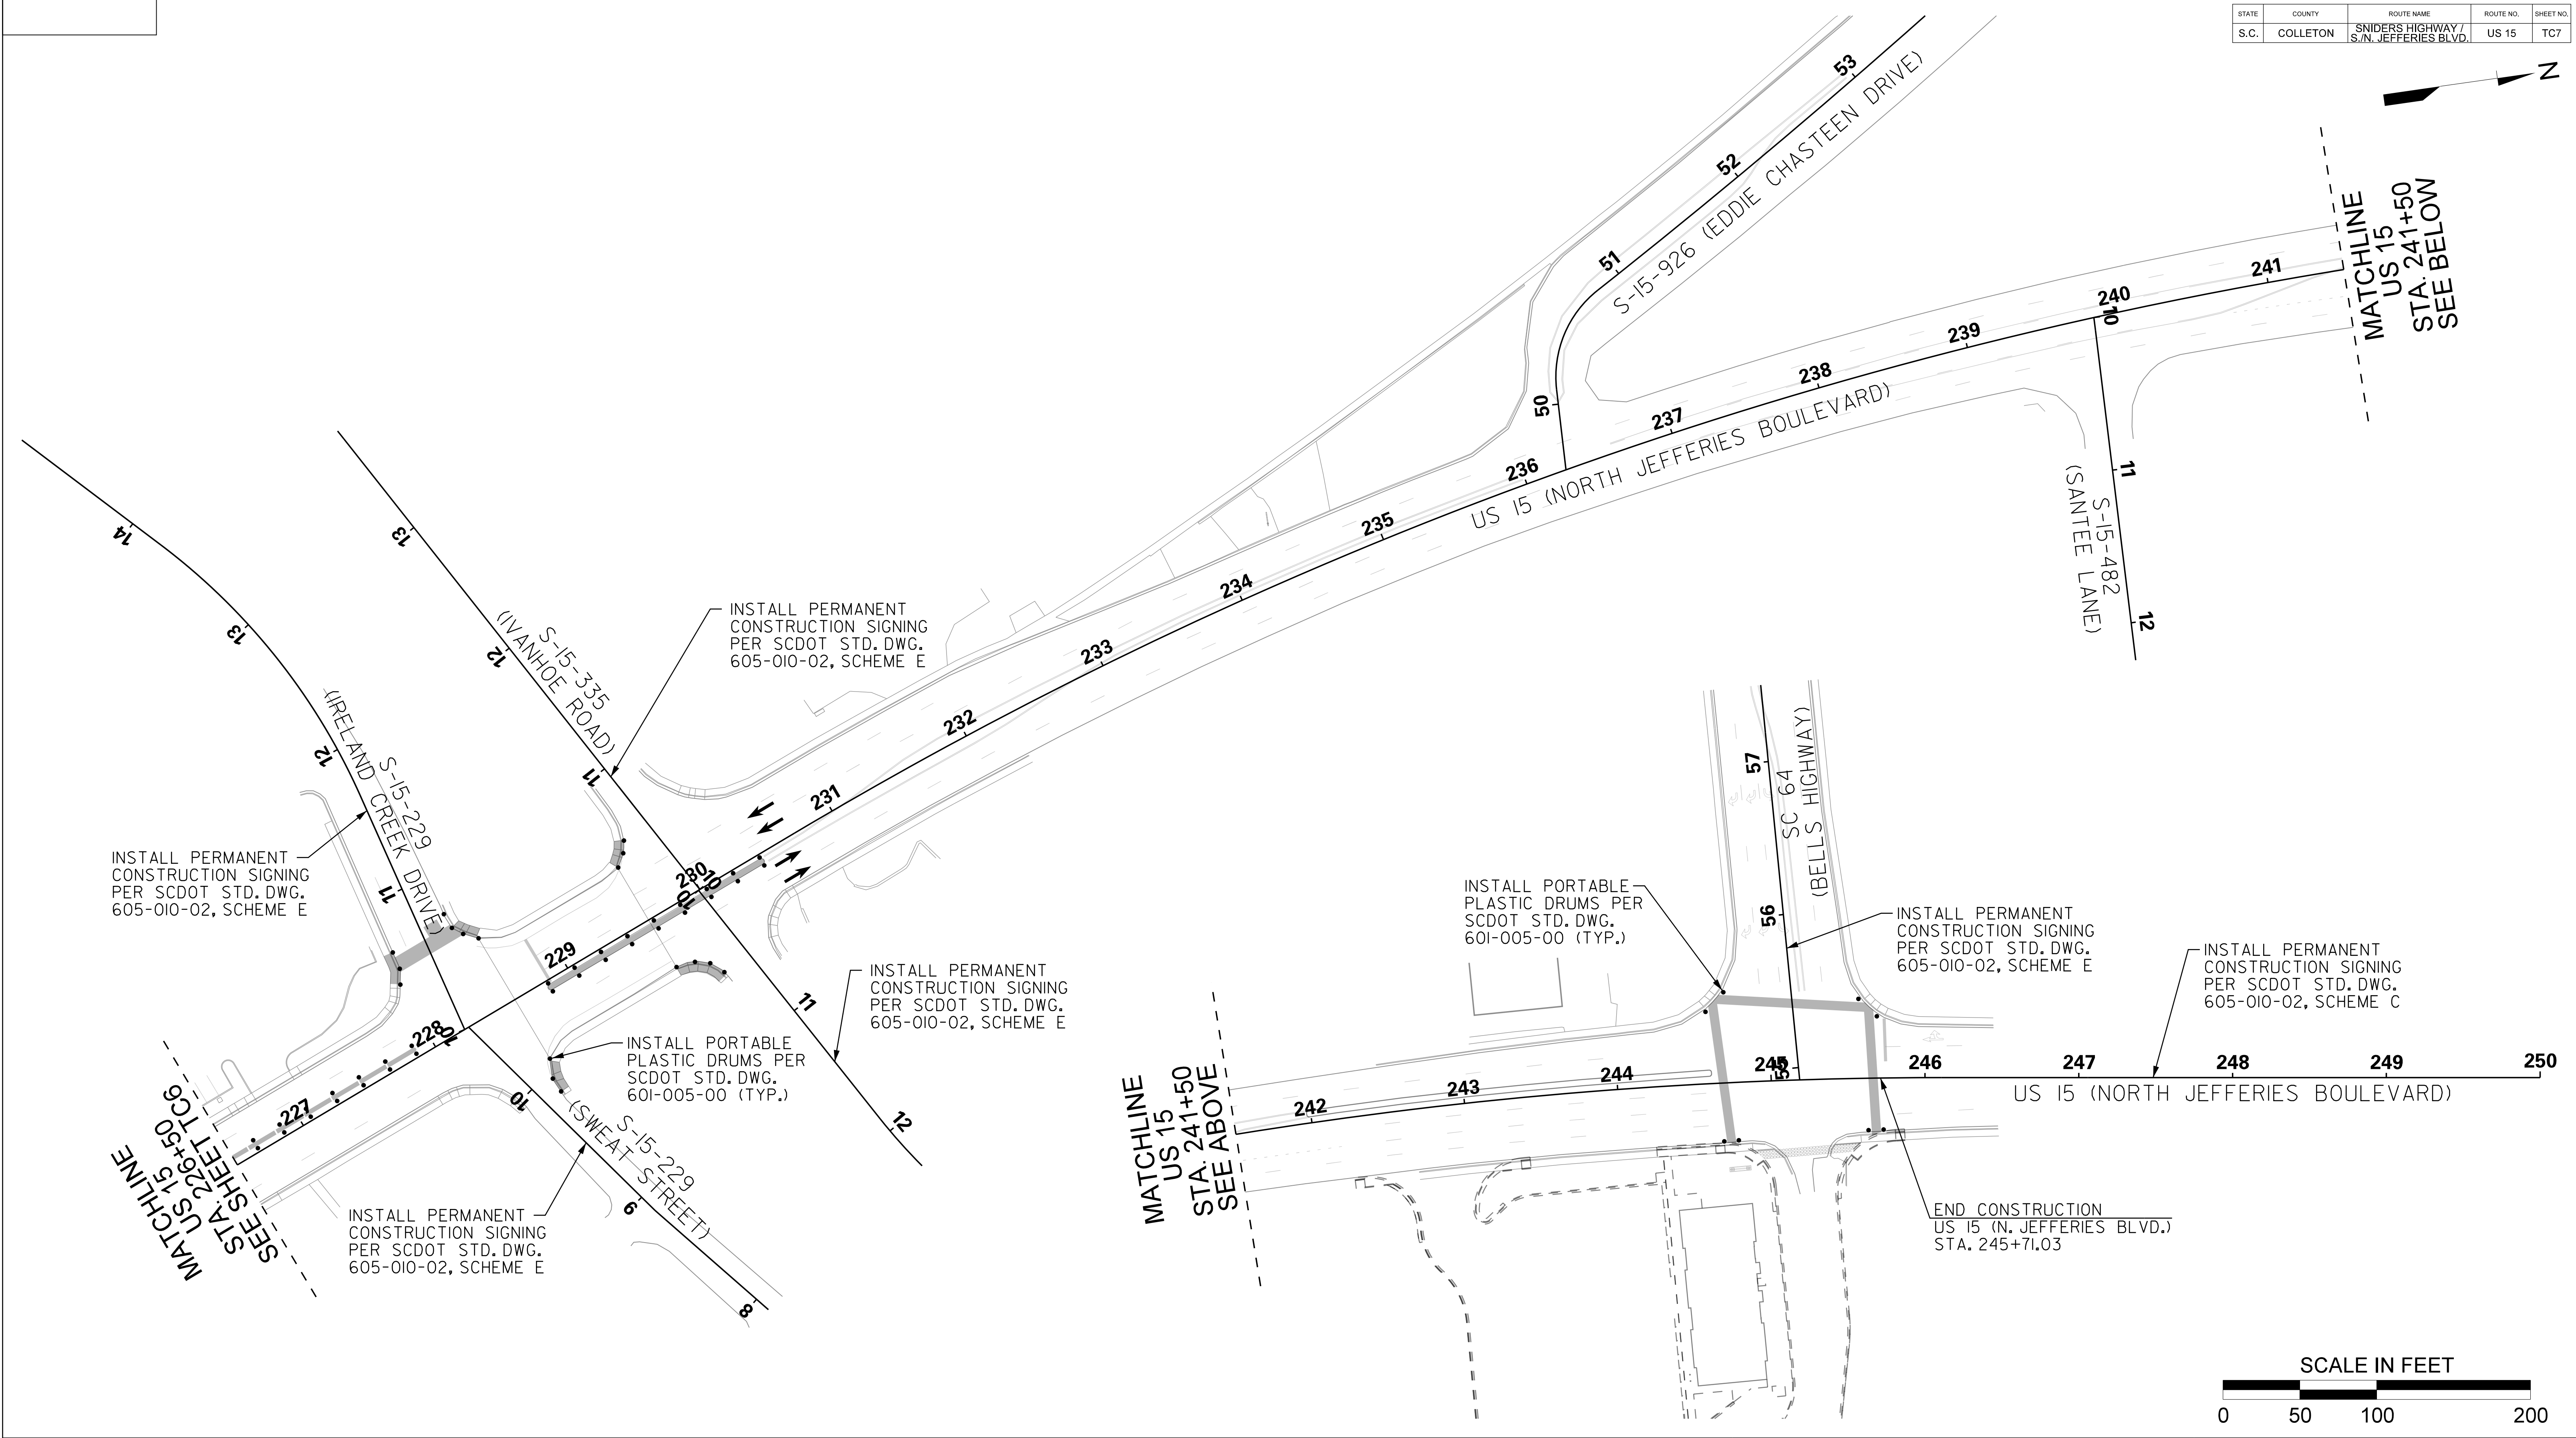 STATE COUNTY ROUTE NAME ROUTE NO. SHEET NO.
S.C. COLLETON SNIDERS HIGHWAY / US 15 TC7
S./N. JEFFERIES BLVD.
N
53
52
51
50
S-15-926 (EDDIE CHASTEEN DRIVE)
MATCHLINE
US 15
STA. 241+50
SEE BELOW
241
240
10
239
238
237
236
235
234
233
232
231
230
229
228
227
US 15 (NORTH JEFFERIES BOULEVARD)
11
12
S-15-482
(SANTEE LANE)
14
13
12
11
10
S-15-229
(IRELAND CREEK DRIVE)
13
12
11
10
10
11
12
S-15-335
(IVANHOE ROAD)
INSTALL PERMANENT
CONSTRUCTION SIGNING
PER SCDOT STD. DWG.
605-010-02, SCHEME E
INSTALL PERMANENT
CONSTRUCTION SIGNING
PER SCDOT STD. DWG.
605-010-02, SCHEME E
INSTALL PERMANENT
CONSTRUCTION SIGNING
PER SCDOT STD. DWG.
605-010-02, SCHEME E
INSTALL PORTABLE
PLASTIC DRUMS PER
SCDOT STD. DWG.
601-005-00 (TYP.)
10
9
8
S-15-229
(SWEAT STREET)
INSTALL PERMANENT
CONSTRUCTION SIGNING
PER SCDOT STD. DWG.
605-010-02, SCHEME E
MATCHLINE
US 15
STA. 226+50
SEE SHEET TC6
57
56
55
SC 64
(BELLS HIGHWAY)
INSTALL PORTABLE
PLASTIC DRUMS PER
SCDOT STD. DWG.
601-005-00 (TYP.)
INSTALL PERMANENT
CONSTRUCTION SIGNING
PER SCDOT STD. DWG.
605-010-02, SCHEME E
INSTALL PERMANENT
CONSTRUCTION SIGNING
PER SCDOT STD. DWG.
605-010-02, SCHEME C
MATCHLINE
US 15
STA. 241+50
SEE ABOVE
242
243
244
245
246
247
248
249
250
US 15 (NORTH JEFFERIES BOULEVARD)
END CONSTRUCTION
US 15 (N. JEFFERIES BLVD.)
STA. 245+71.03
SCALE IN FEET
0 50 100 200